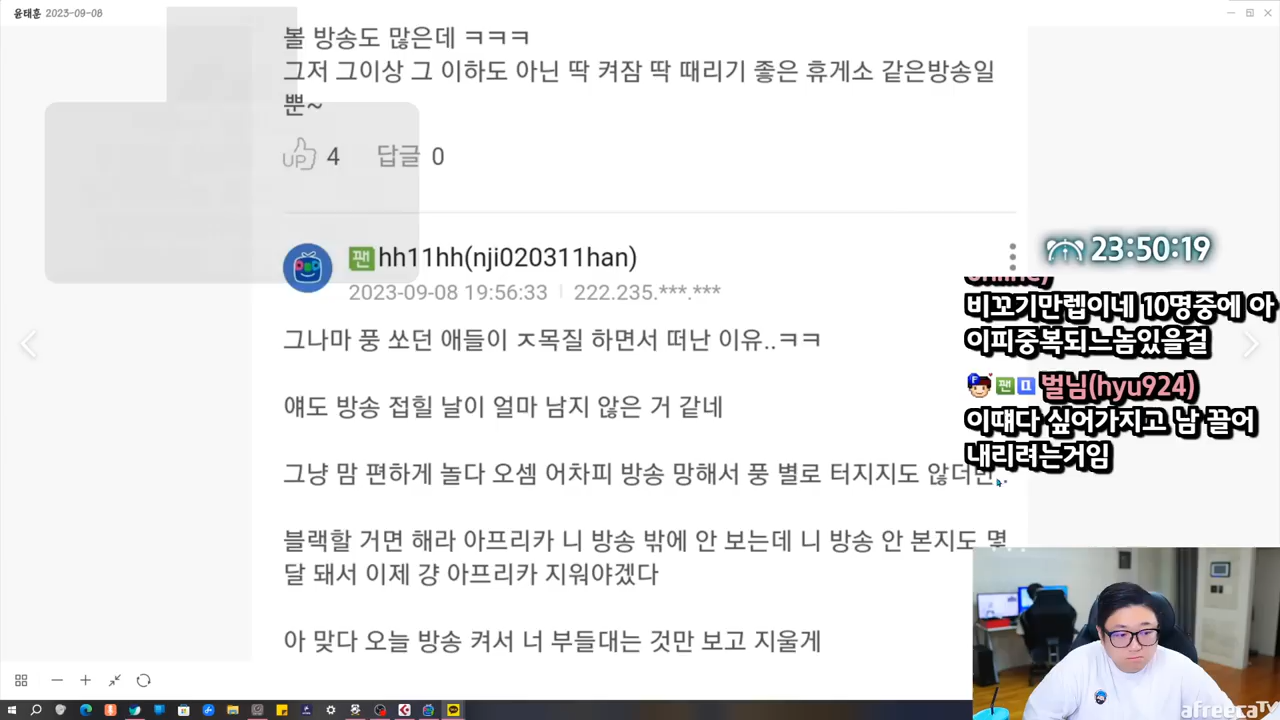 윤태훈 2023-09-08
볼 방송도 많은데 ㅋㅋㅋ
그저 그이상 그 이하도 아닌 딱 켜잠 딱 때리기 좋은 휴게소 같은방송일
뿐~
UP 4 답글 0
팬 hh11hh(nji020311han)
2023-09-08 19:56:33 222.235.***.***
그나마 풍 쏘던 애들이 ㅈ목질 하면서 떠난 이유..ㅋㅋ
얘도 방송 접힐 날이 얼마 남지 않은 거 같네
그냥 맘 편하게 놀다 오셈 어차피 방송 망해서 풍 별로 터지지도 않더만..
블랙할 거면 해라 아프리카 니 방송 밖에 안 보는데 니 방송 안 본지도 몇
달 돼서 이제 걍 아프리카 지워야겠다
아 맞다 오늘 방송 켜서 너 부들대는 것만 보고 지울게
23:50:19
비꼬기만렙이네 10명중에 아
이피중복되느놈있을걸
팬 벌님(hyu924)
이떄다 싶어가지고 남 끌어
내리려는거임
afreecaTV